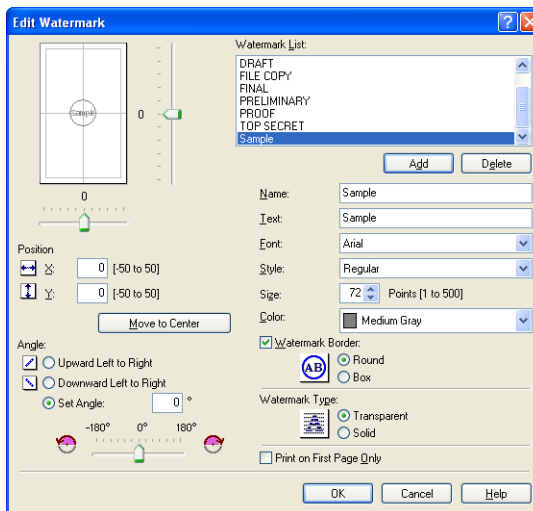 Edit Watermark
Sample
0
0
Position
X: 0 [-50 to 50]
Y: 0 [-50 to 50]
Move to Center
Angle:
Upward Left to Right
Downward Left to Right
Set Angle: 0 °
-180° 0° 180°
Watermark List:
DRAFT
FILE COPY
FINAL
PRELIMINARY
PROOF
TOP SECRET
Sample
Add Delete
Name: Sample
Text: Sample
Font: Arial
Style: Regular
Size: 72 Points [1 to 500]
Color: Medium Gray
Watermark Border:
AB
Round
Box
Watermark Type:
Transparent
Solid
Print on First Page Only
OK Cancel Help